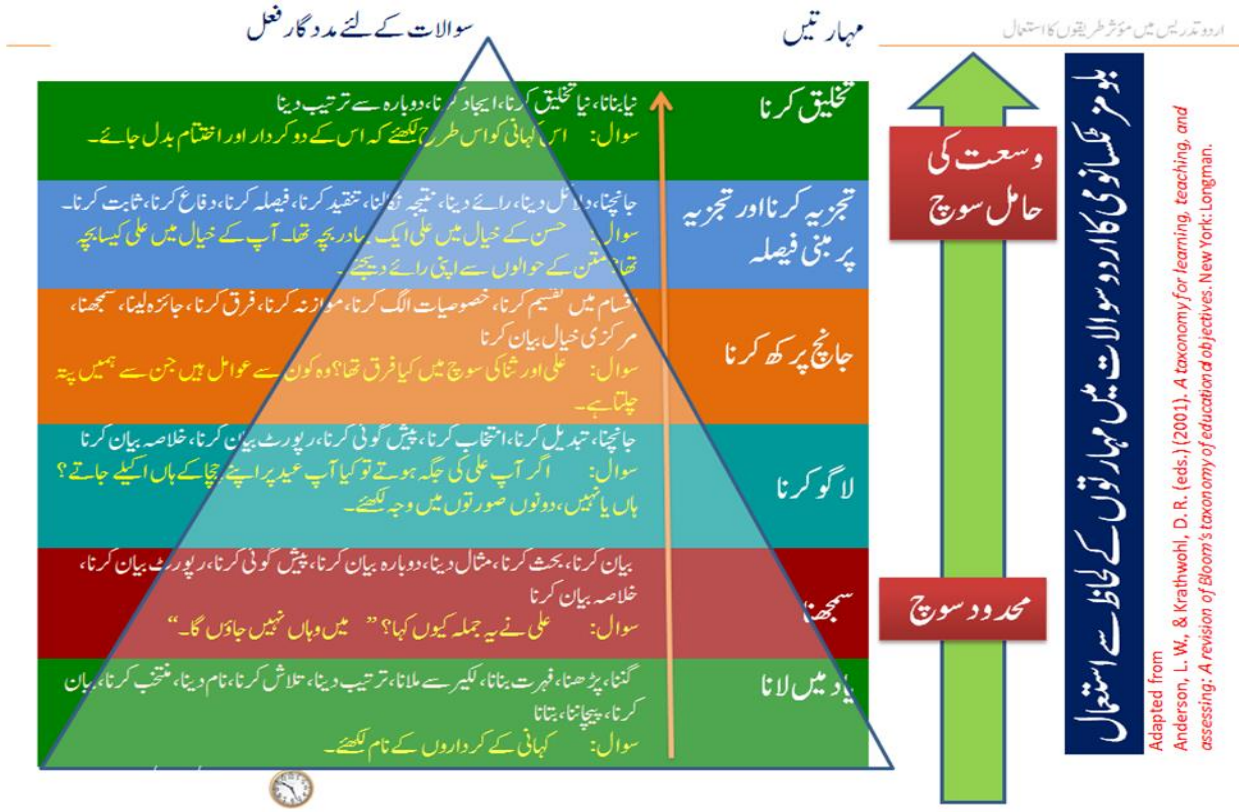 اردو تدریس میں مؤثر طریقوں کا استعمال
مہارتیں
سوالات کے لئے مددگار فعل
تخلیق کرنا
نیا بنانا، نیا تخلیق کرنا، ایجاد کرنا، دوبارہ سے ترتیب دینا
سوال: اس کہانی کو اس طرح لکھئے کہ اس کے دو کردار اور اختتام بدل جائے۔
تجزیہ کرنا اور تجزیہ
پر مبنی فیصلہ
جانچنا، دلائل دینا، رائے دینا، نتیجہ نکالنا، تنقید کرنا، فیصلہ کرنا، دفاع کرنا، ثابت کرنا۔
سوال: حسن کے خیال میں علی ایک بہادر بچہ تھا۔ آپ کے خیال میں علی کیسا بچہ
تھا؟ متن کے حوالوں سے اپنی رائے دیجئے۔
جانچ پرکھ کرنا
اقسام میں تقسیم کرنا، خصوصیات الگ کرنا، موازنہ کرنا، فرق کرنا، جائزہ لینا، سمجھنا،
مرکزی خیال بیان کرنا
سوال: علی اور ثنا کی سوچ میں کیا فرق تھا؟ وہ کون سے عوامل ہیں جن سے ہمیں پتہ
چلتا ہے۔
لاگو کرنا
جانچنا، تبدیل کرنا، انتخاب کرنا، پیش گوئی کرنا، رپورٹ بیان کرنا، خلاصہ بیان کرنا
سوال: اگر آپ علی کی جگہ ہوتے تو کیا آپ عید پر اپنے چچا کے ہاں اکیلے جاتے؟
ہاں یا نہیں، دونوں صورتوں میں وجہ لکھئے۔
سمجھنا
بیان کرنا، بحث کرنا، مثال دینا، دوبارہ بیان کرنا، پیش گوئی کرنا، رپورٹ بیان کرنا،
خلاصہ بیان کرنا
سوال: علی نے یہ جملہ کیوں کہا؟ ” میں وہاں نہیں جاؤں گا۔“
یاد میں لانا
گننا، پڑھنا، فہرست بنانا، لکیر سے ملانا، ترتیب دینا، تلاش کرنا، نام دینا، منتخب کرنا، بیان
کرنا، پہچاننا، بتانا
سوال: کہانی کے کرداروں کے نام لکھئے۔
وسعت کی
حامل سوچ
محدود سوچ
بلومز ٹکسانومی کا اردو سوالات میں مہارتوں کے لحاظ سے استعمال
Adapted from
Anderson, L. W., & Krathwohl, D. R. (eds.) (2001). A taxonomy for learning, teaching, and
assessing: A revision of Bloom's taxonomy of educational objectives. New York: Longman.